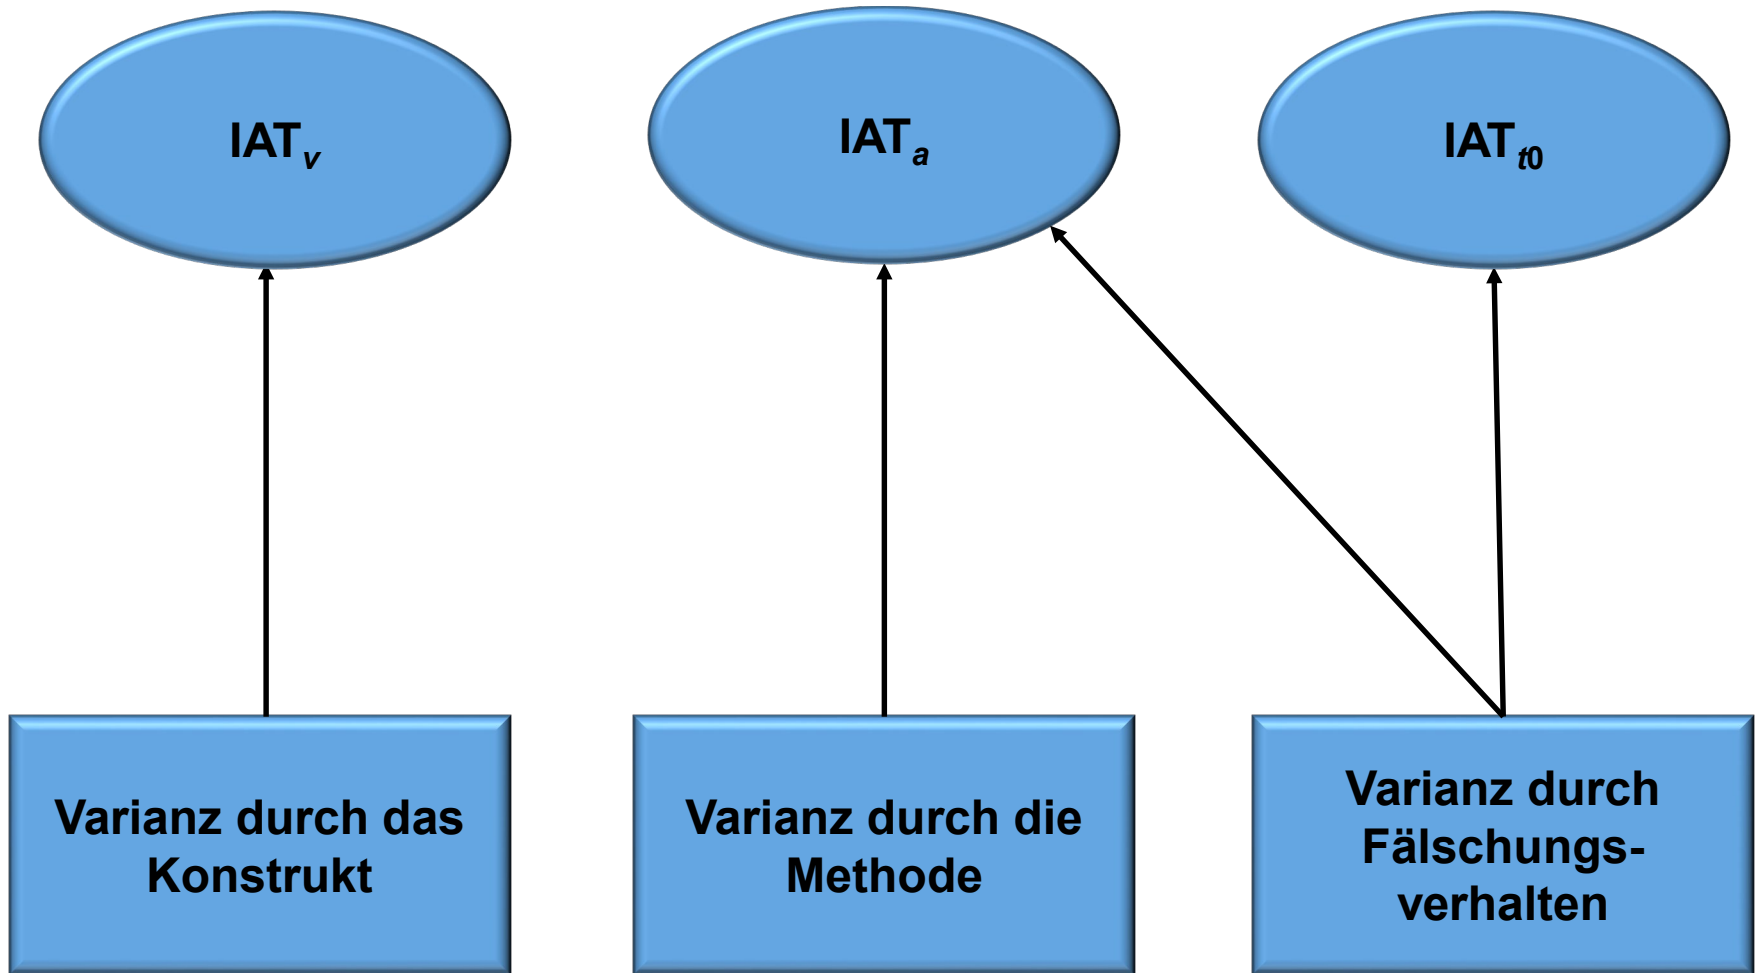 IATv
IATa
IATt0
Varianz durch das
Konstrukt
Varianz durch die
Methode
Varianz durch
Fälschungs-
verhalten